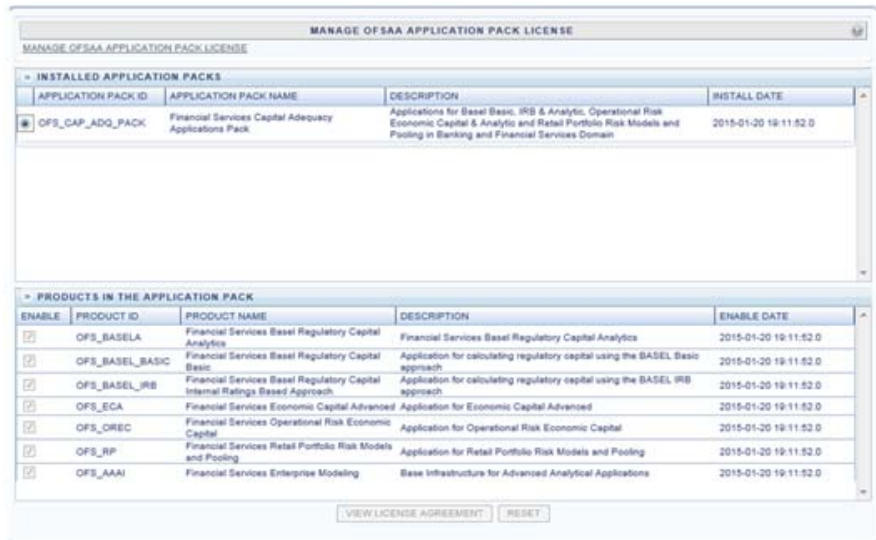 MANAGE OFSAA APPLICATION PACK LICENSE
MANAGE OFSAA APPLICATION PACK LICENSE
» INSTALLED APPLICATION PACKS
APPLICATION PACK ID APPLICATION PACK NAME DESCRIPTION INSTALL DATE
OFS_CAP_ADQ_PACK Financial Services Capital Adequacy Applications Pack Applications for Basel Basic, IRB & Analytic, Operational Risk Economic Capital & Analytic and Retail Portfolio Risk Models and Pooling in Banking and Financial Services Domain 2015-01-20 19:11:52.0
» PRODUCTS IN THE APPLICATION PACK
ENABLE PRODUCT ID PRODUCT NAME DESCRIPTION ENABLE DATE
OFS_BASELA Financial Services Basel Regulatory Capital Analytics Financial Services Basel Regulatory Capital Analytics 2015-01-20 19:11:52.0
OFS_BASEL_BASIC Financial Services Basel Regulatory Capital Basic Application for calculating regulatory capital using the BASEL Basic approach 2015-01-20 19:11:52.0
OFS_BASEL_IRB Financial Services Basel Regulatory Capital Internal Ratings Based Approach Application for calculating regulatory capital using the BASEL IRB approach 2015-01-20 19:11:52.0
OFS_ECA Financial Services Economic Capital Advanced Application for Economic Capital Advanced 2015-01-20 19:11:52.0
OFS_OREC Financial Services Operational Risk Economic Capital Application for Operational Risk Economic Capital 2015-01-20 19:11:52.0
OFS_RP Financial Services Retail Portfolio Risk Models and Pooling Application for Retail Portfolio Risk Models and Pooling 2015-01-20 19:11:52.0
OFS_AAAI Financial Services Enterprise Modeling Base Infrastructure for Advanced Analytical Applications 2015-01-20 19:11:52.0
VIEW LICENSE AGREEMENT RESET